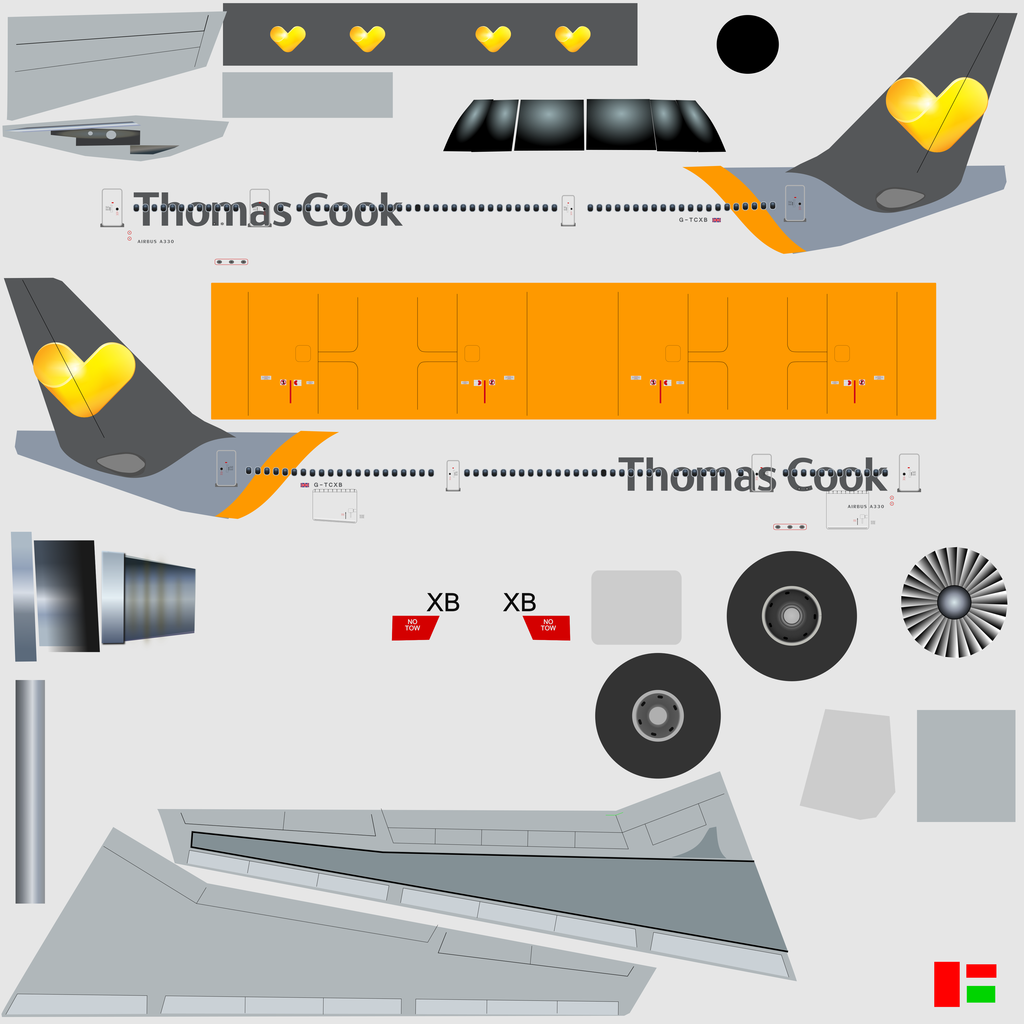 Thomas Cook
G-TCXB
AIRBUS A330
Thomas Cook
G-TCXB
AIRBUS A330
XB
XB
NO
TOW
NO
TOW